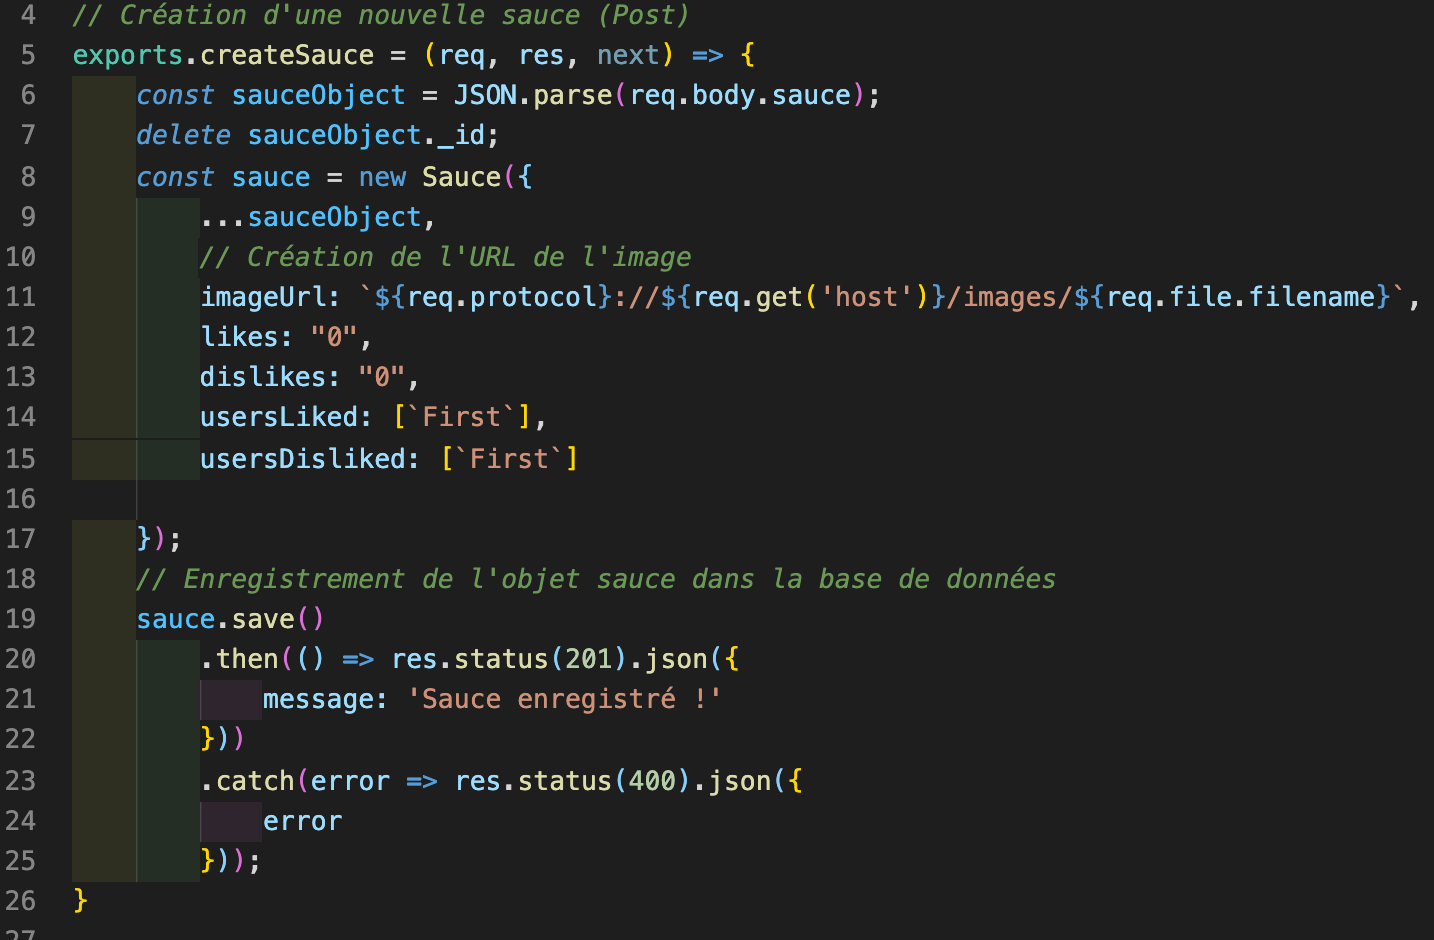 4 // Création d'une nouvelle sauce (Post)
5 exports.createSauce = (req, res, next) => {
6     const sauceObject = JSON.parse(req.body.sauce);
7     delete sauceObject._id;
8     const sauce = new Sauce({
9         ...sauceObject,
10         // Création de l'URL de l'image
11         imageUrl: `${req.protocol}://${req.get('host')}/images/${req.file.filename}`,
12         likes: "0",
13         dislikes: "0",
14         usersLiked: [`First`],
15         usersDisliked: [`First`]
16
17     });
18     // Enregistrement de l'objet sauce dans la base de données
19     sauce.save()
20         .then(() => res.status(201).json({
21             message: 'Sauce enregistré !'
22         }))
23         .catch(error => res.status(400).json({
24             error
25         }));
26 }
27